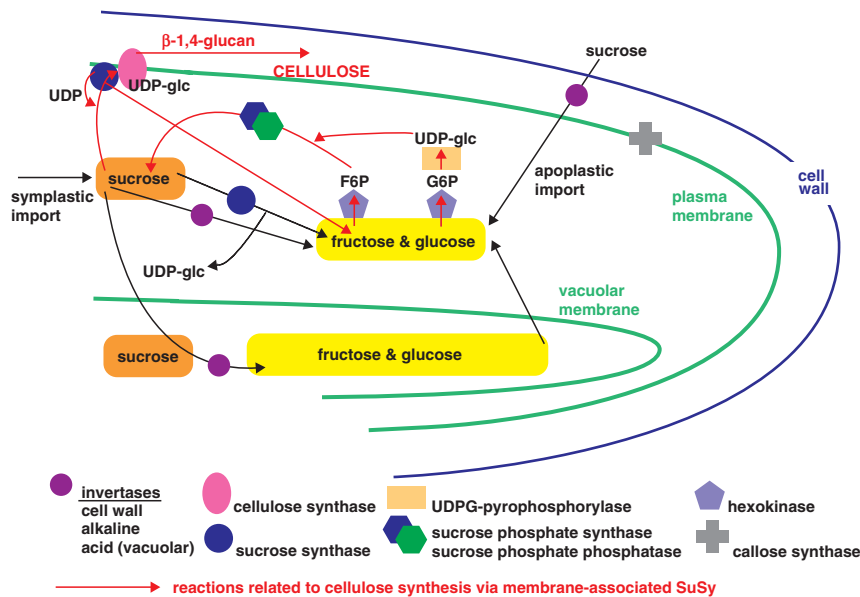 β-1,4-glucan
CELLULOSE
UDP-glc
UDP
sucrose
sucrose
symplastic
import
UDP-glc
F6P
G6P
apoplastic
import
cell
wall
plasma
membrane
fructose & glucose
UDP-glc
vacuolar
membrane
sucrose
fructose & glucose
invertases
cell wall
alkaline
acid (vacuolar)
cellulose synthase
sucrose synthase
UDPG-pyrophosphorylase
sucrose phosphate synthase
sucrose phosphate phosphatase
hexokinase
callose synthase
reactions related to cellulose synthesis via membrane-associated SuSy